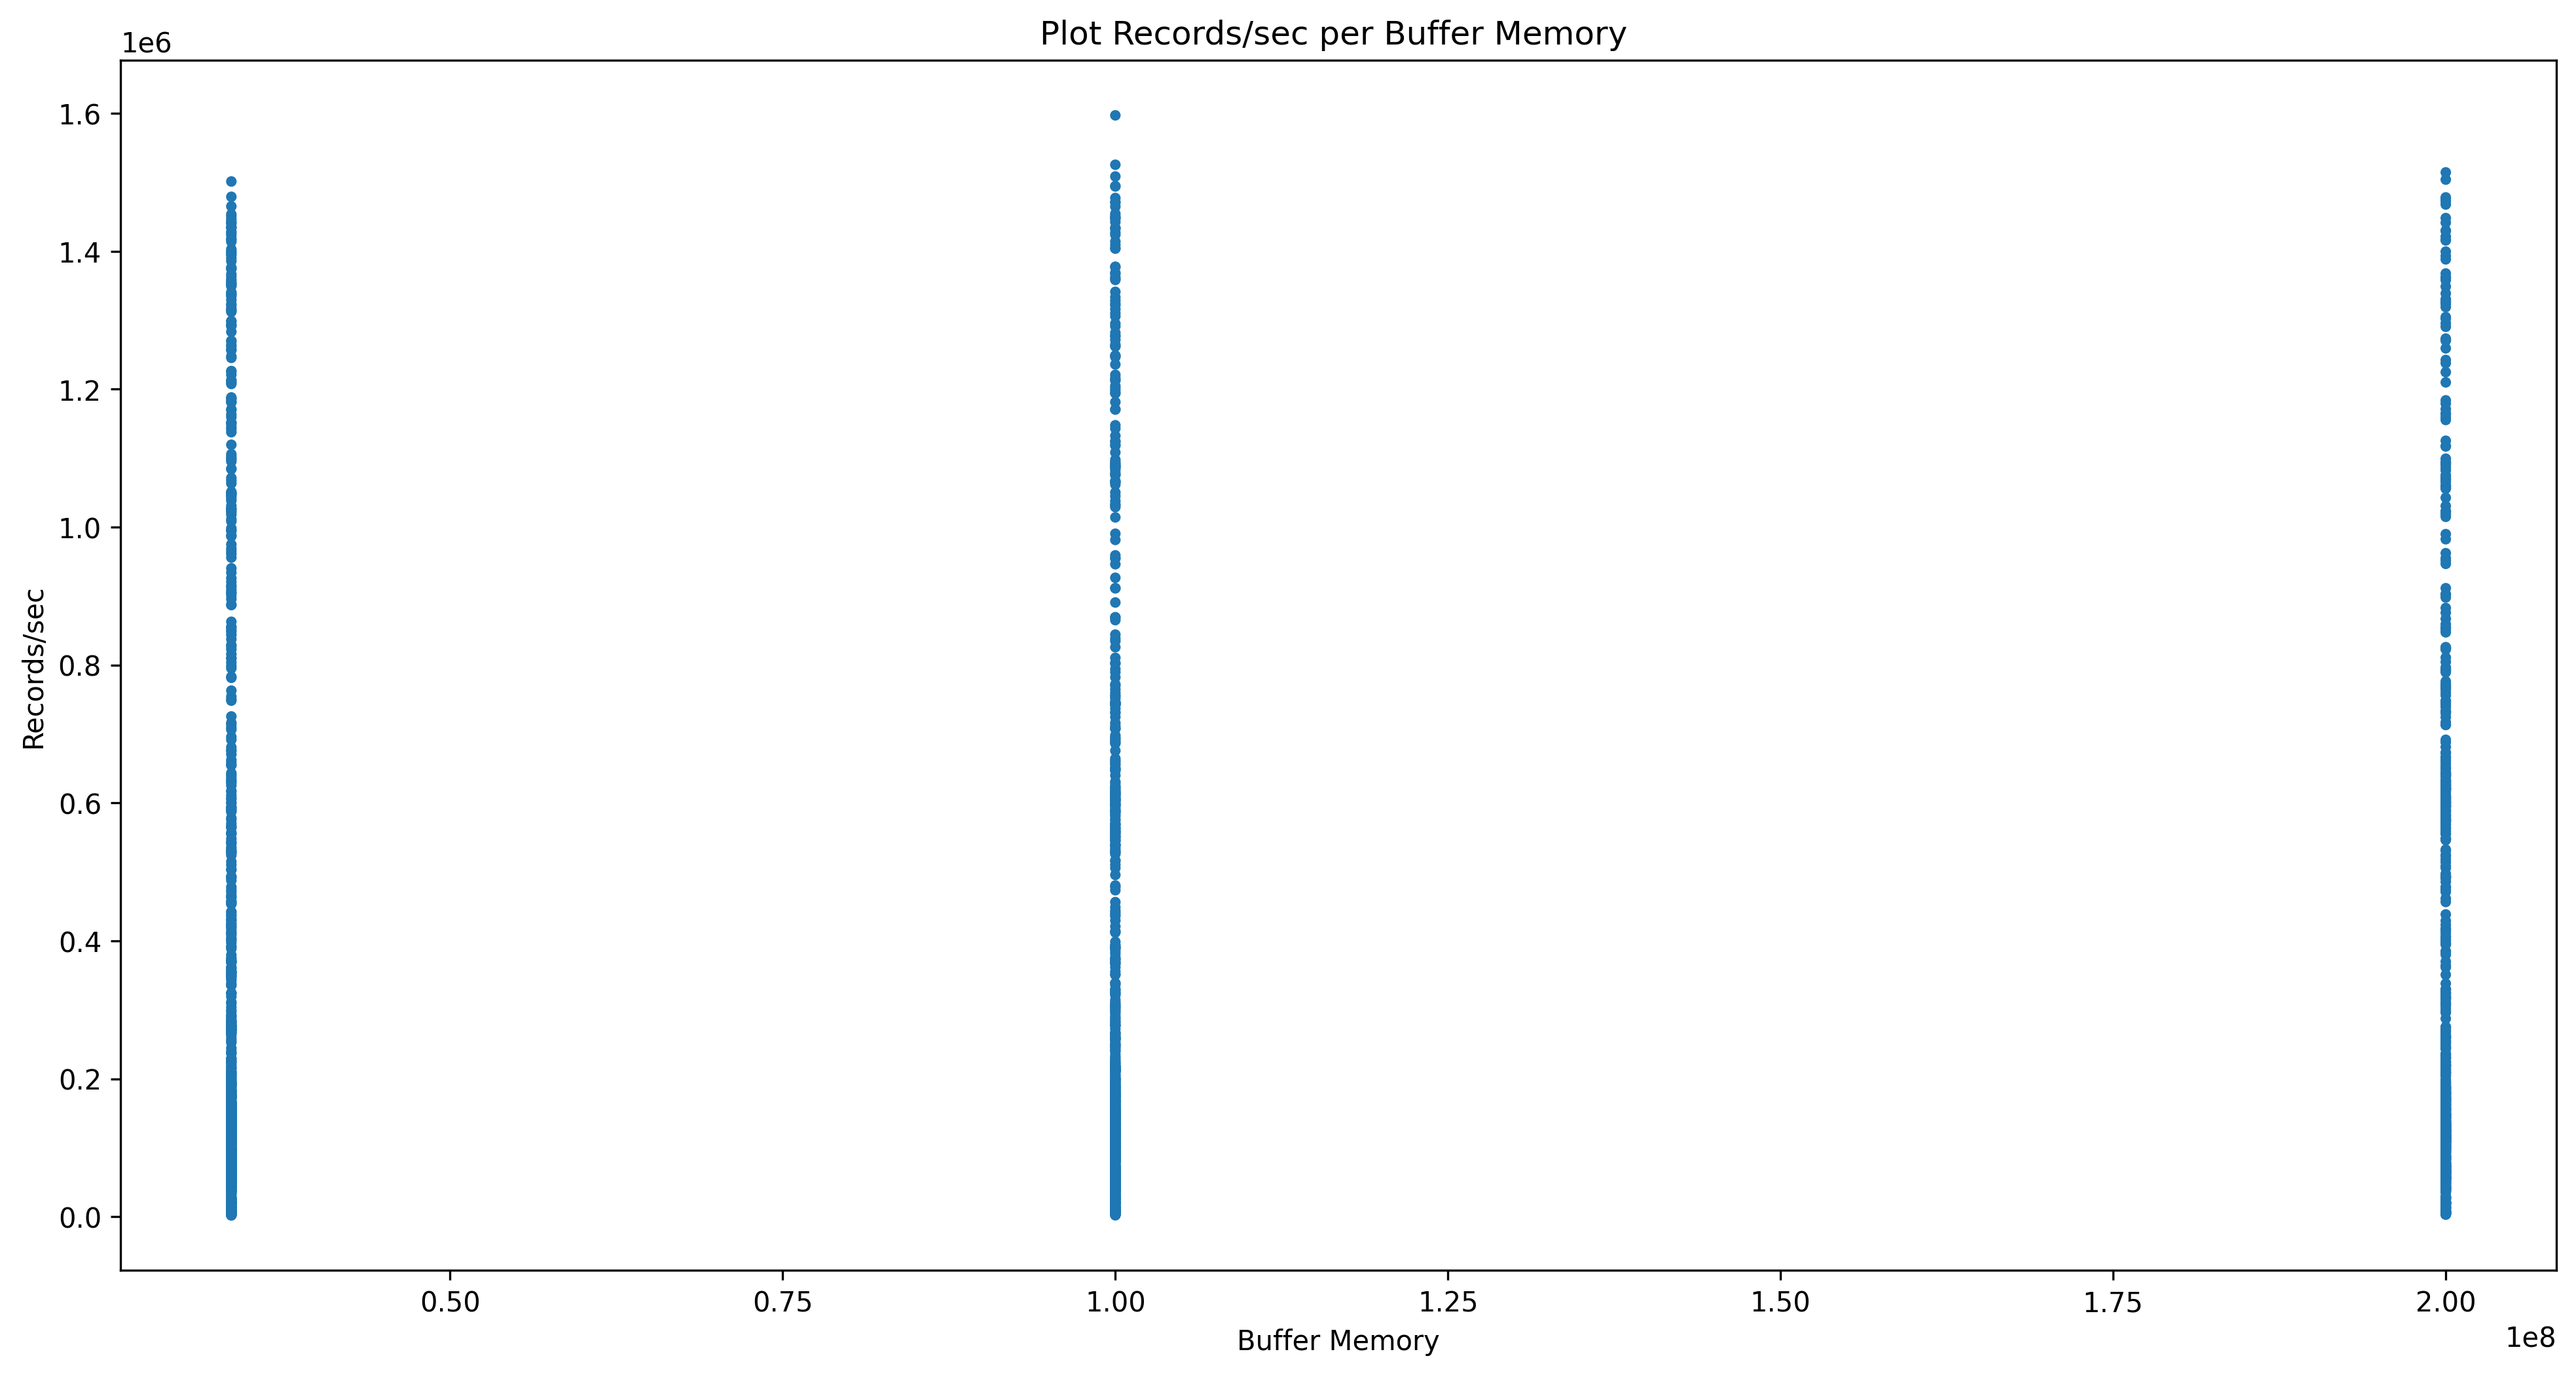 Plot Records/sec per Buffer Memory
1e6
1.6
1.4
1.2
1.0
0.8
0.6
0.4
0.2
0.0
Records/sec
0.50 0.75 1.00 1.25 1.50 1.75 2.00
1e8
Buffer Memory